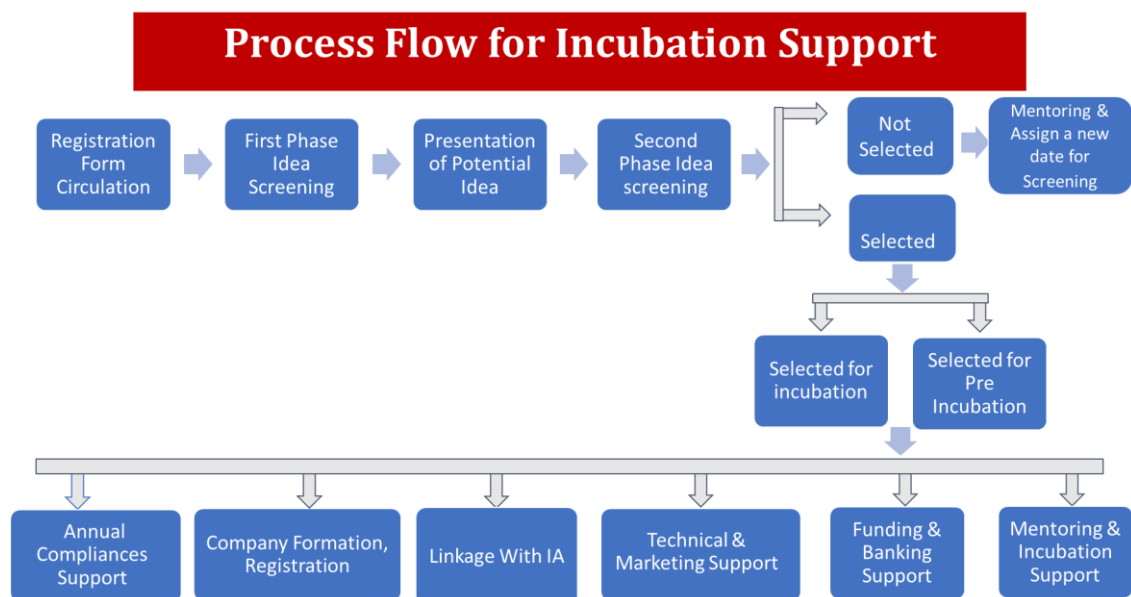 Process Flow for Incubation Support
Registration
Form
Circulation
First Phase
Idea
Screening
Presentation
of Potential
Idea
Second
Phase Idea
screening
Not
Selected
Mentoring &
Assign a new
date for
Screening
Selected
Selected for
incubation
Selected for
Pre
Incubation
Annual
Compliances
Support
Company Formation,
Registration
Linkage With IA
Technical &
Marketing Support
Funding &
Banking
Support
Mentoring &
Incubation
Support